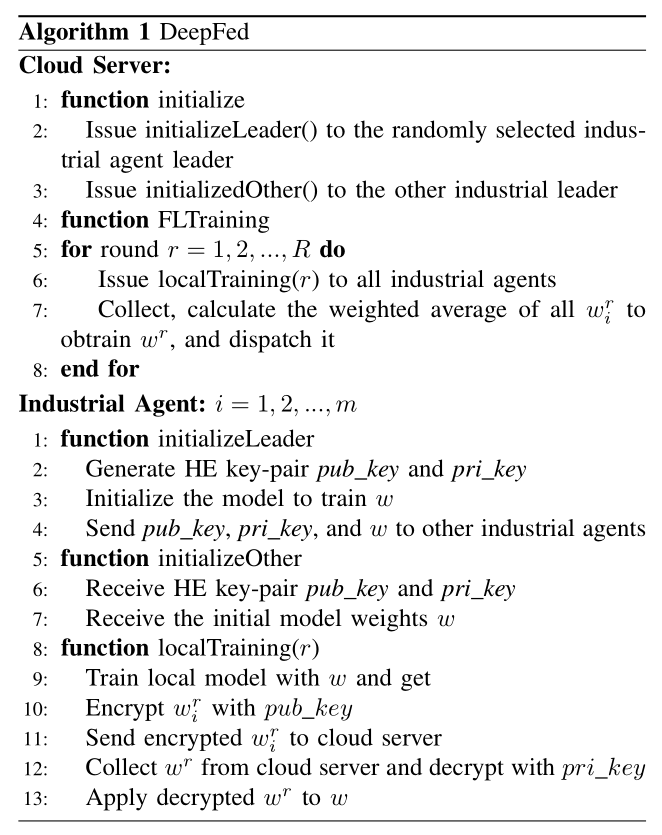 Algorithm 1 DeepFed
Cloud Server:
1: function initialize
2: Issue initializeLeader() to the randomly selected indus-
trial agent leader
3: Issue initializedOther() to the other industrial leader
4: function FLTraining
5: for round r = 1, 2, ..., R do
6: Issue localTraining(r) to all industrial agents
7: Collect, calculate the weighted average of all w_i^r to
obtrain w^r, and dispatch it
8: end for
Industrial Agent: i = 1, 2, ..., m
1: function initializeLeader
2: Generate HE key-pair pub_key and pri_key
3: Initialize the model to train w
4: Send pub_key, pri_key, and w to other industrial agents
5: function initializeOther
6: Receive HE key-pair pub_key and pri_key
7: Receive the initial model weights w
8: function localTraining(r)
9: Train local model with w and get
10: Encrypt w_i^r with pub_key
11: Send encrypted w_i^r to cloud server
12: Collect w^r from cloud server and decrypt with pri_key
13: Apply decrypted w^r to w